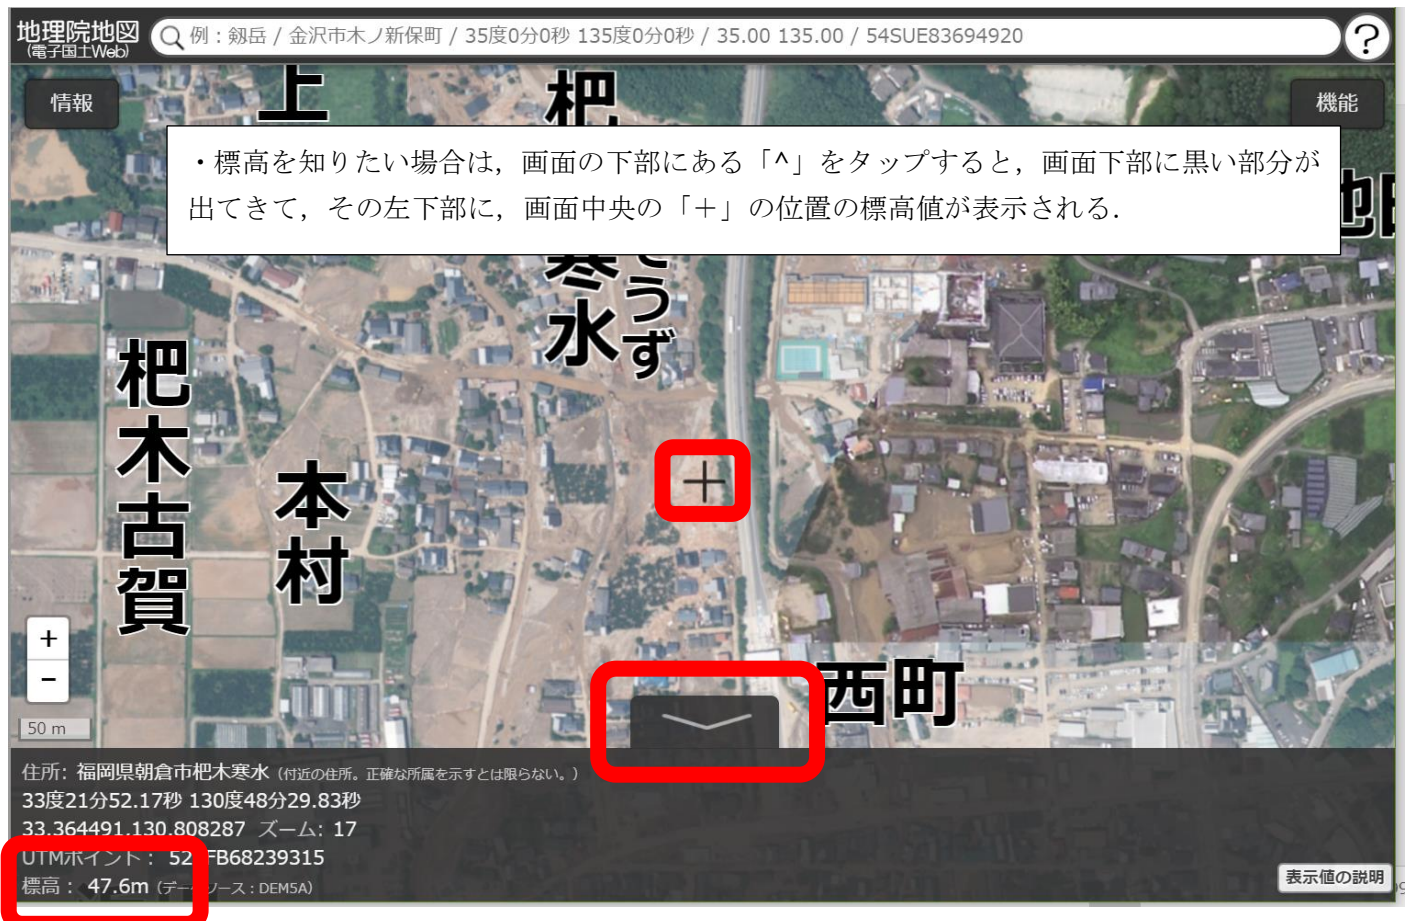 地理院地図
(電子国土Web)
例：剱岳 / 金沢市木ノ新保町 / 35度0分0秒 135度0分0秒 / 35.00 135.00 / 54SUE83694920
?
情報
機能
上
杷
・標高を知りたい場合は，画面の下部にある「^」をタップすると，画面下部に黒い部分が
出てきて，その左下部に，画面中央の「＋」の位置の標高値が表示される．
寒水
そうず
杷木古賀
本村
西町
+
−
50 m
住所: 福岡県朝倉市杷木寒水 (付近の住所。正確な所属を示すとは限らない。)
33度21分52.17秒 130度48分29.83秒
33.364491,130.808287 ズーム: 17
UTMポイント： FB68239315
標高： 47.6m (データソース：DEM5A)
表示値の説明